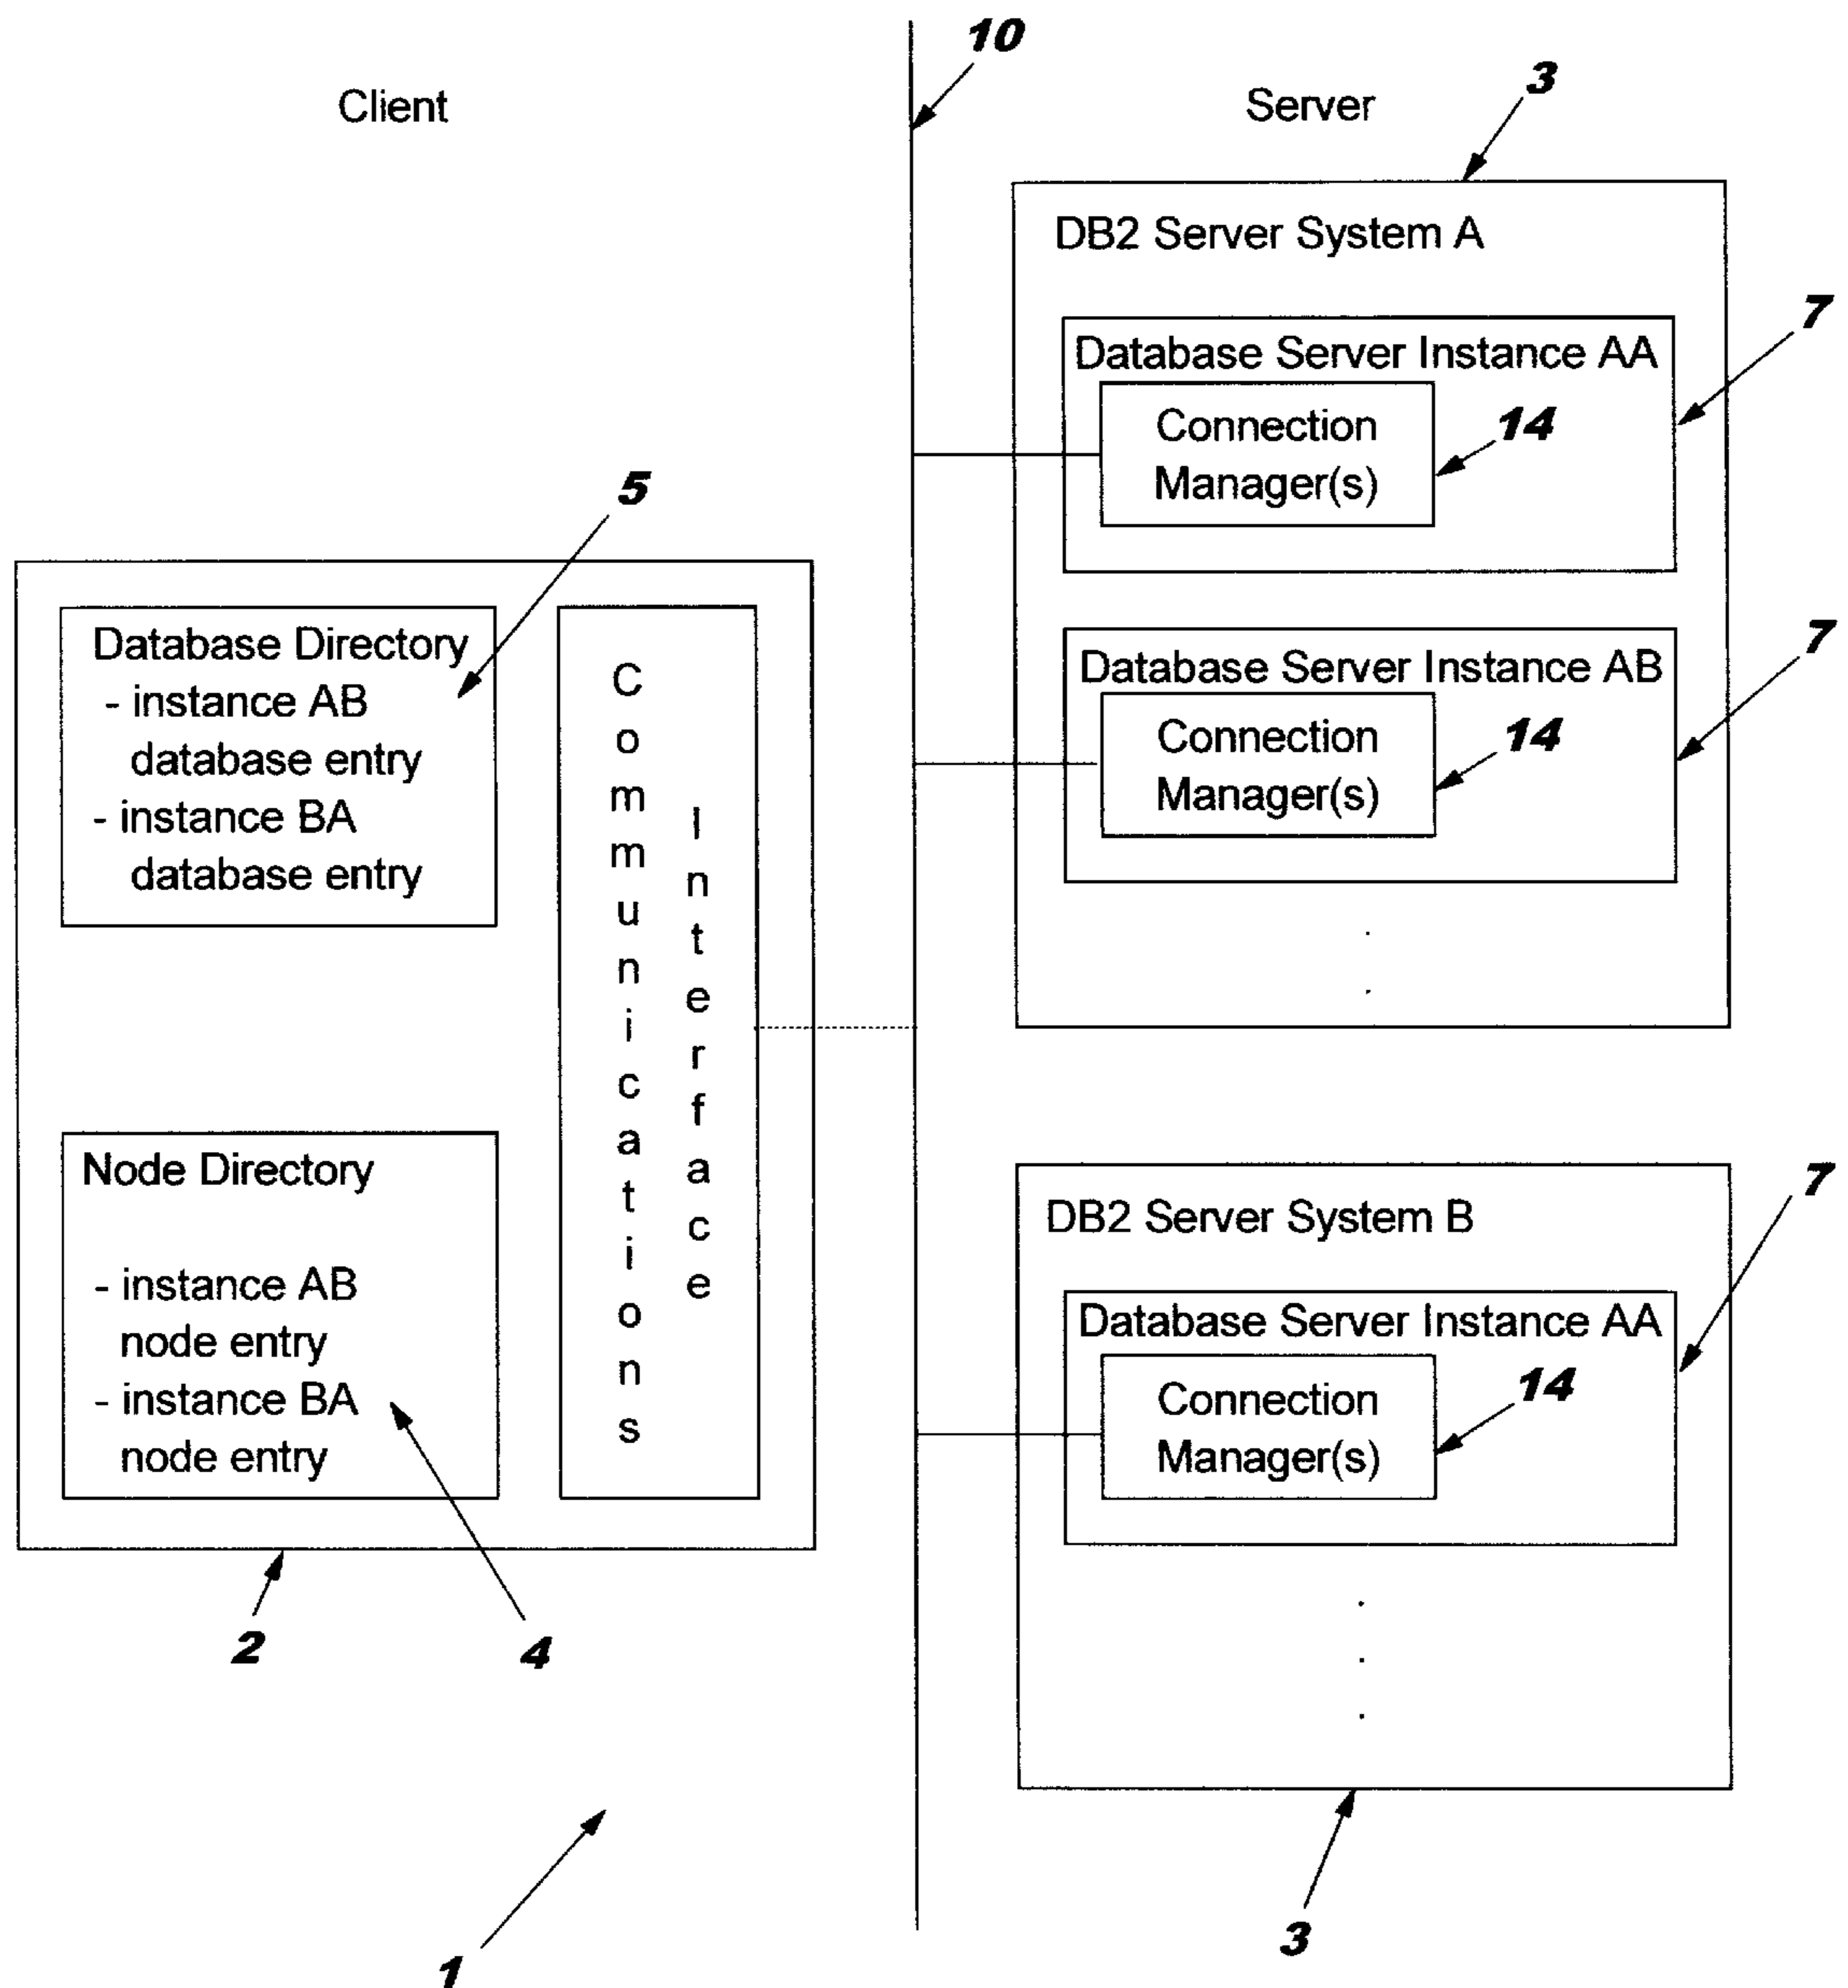 10
Client
Server
3
DB2 Server System A
7
Database Server Instance AA
Connection
Manager(s)
14
5
Database Directory
- instance AB
database entry
- instance BA
database entry
Communications
Interface
7
Database Server Instance AB
Connection
Manager(s)
14
.
.
Node Directory
- instance AB
node entry
- instance BA
node entry
7
DB2 Server System B
Database Server Instance AA
Connection
Manager(s)
14
.
.
.
2
4
3
1